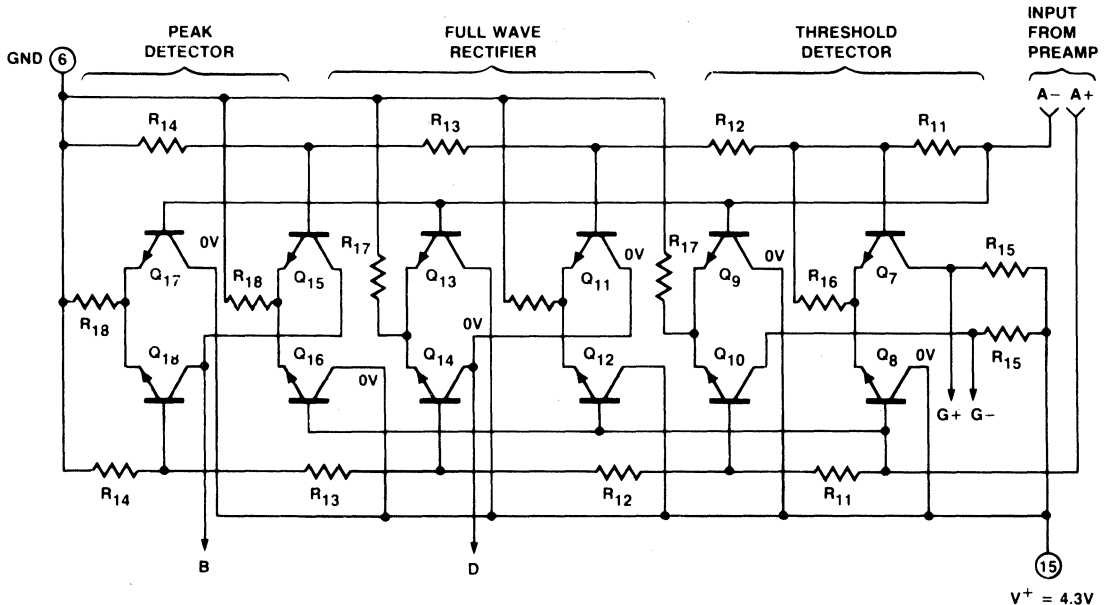 INPUT
FROM
PREAMP
PEAK
DETECTOR
FULL WAVE
RECTIFIER
THRESHOLD
DETECTOR
GND 6
A− A+
R14
R13
R12
R11
0V
0V
0V
Q17
R18
Q15
R17
Q13
Q11
R17
Q9
R16
Q7
R15
R18
0V
R15
Q18
Q16
0V
Q14
Q12
Q10
Q8
0V
G+ G−
R14
R13
R12
R11
B
D
15
V+ = 4.3V